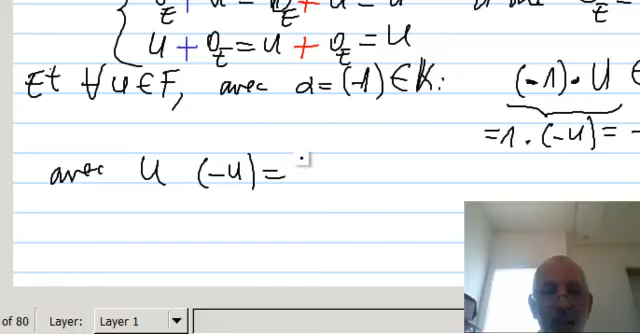 u + 0_E = u + 0_E = u
Et ∀u∈F, avec α=(-1)∈K: (-1)·u ∈
=1·(-u)=-
avec u (-u)=
of 80 Layer: Layer 1